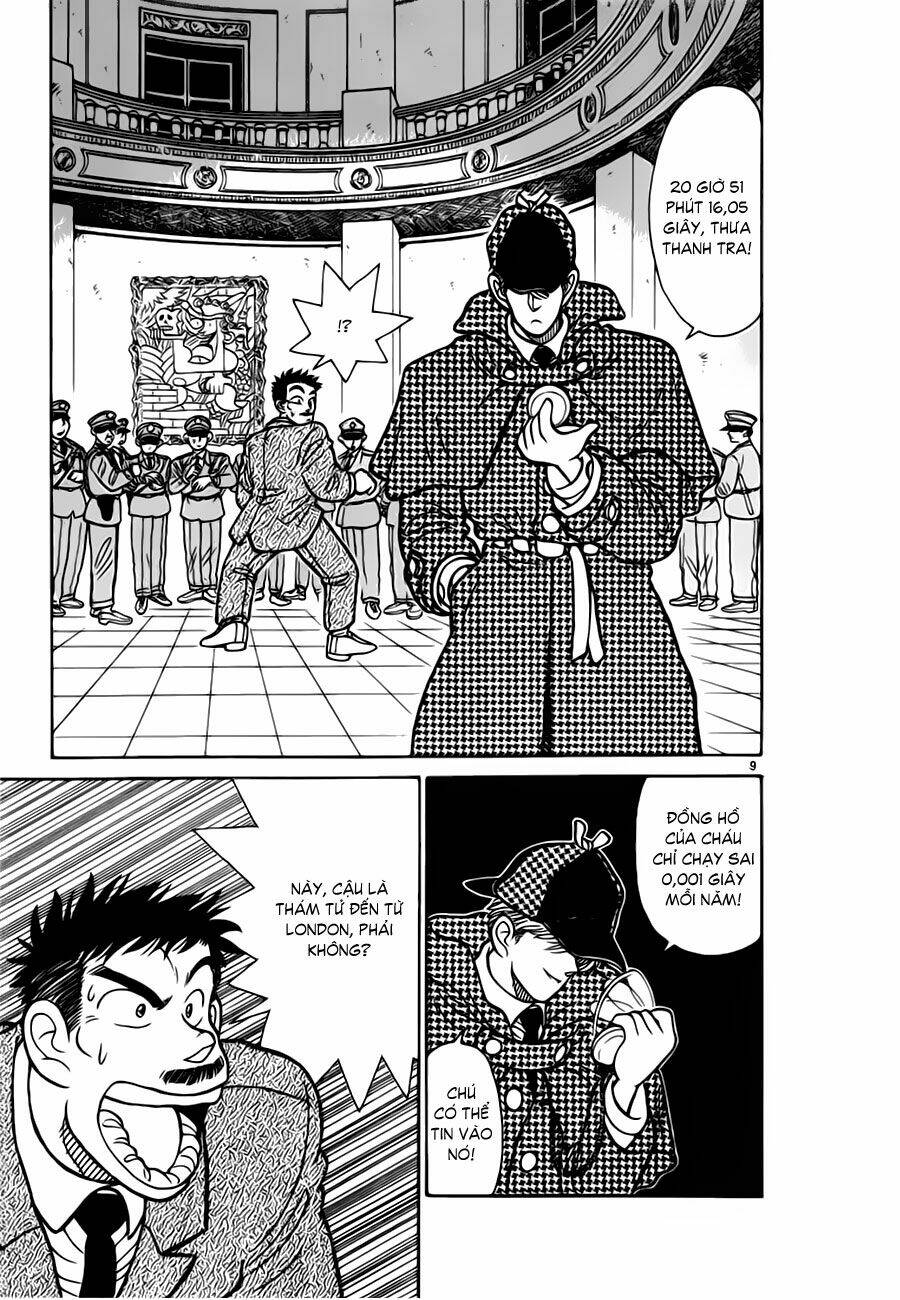 20 GIỜ 51
PHÚT 16,05
GIÂY, THƯA
THANH TRA!
!?
9
ĐỒNG HỒ
CỦA CHÁU
CHỈ CHẠY SAI
0,001 GIÂY
MỖI NĂM!
CHÚ
CÓ THỂ
TIN VÀO
NÓ!
NÀY, CẬU LÀ
THÁM TỬ ĐẾN TỪ
LONDON, PHẢI
KHÔNG?